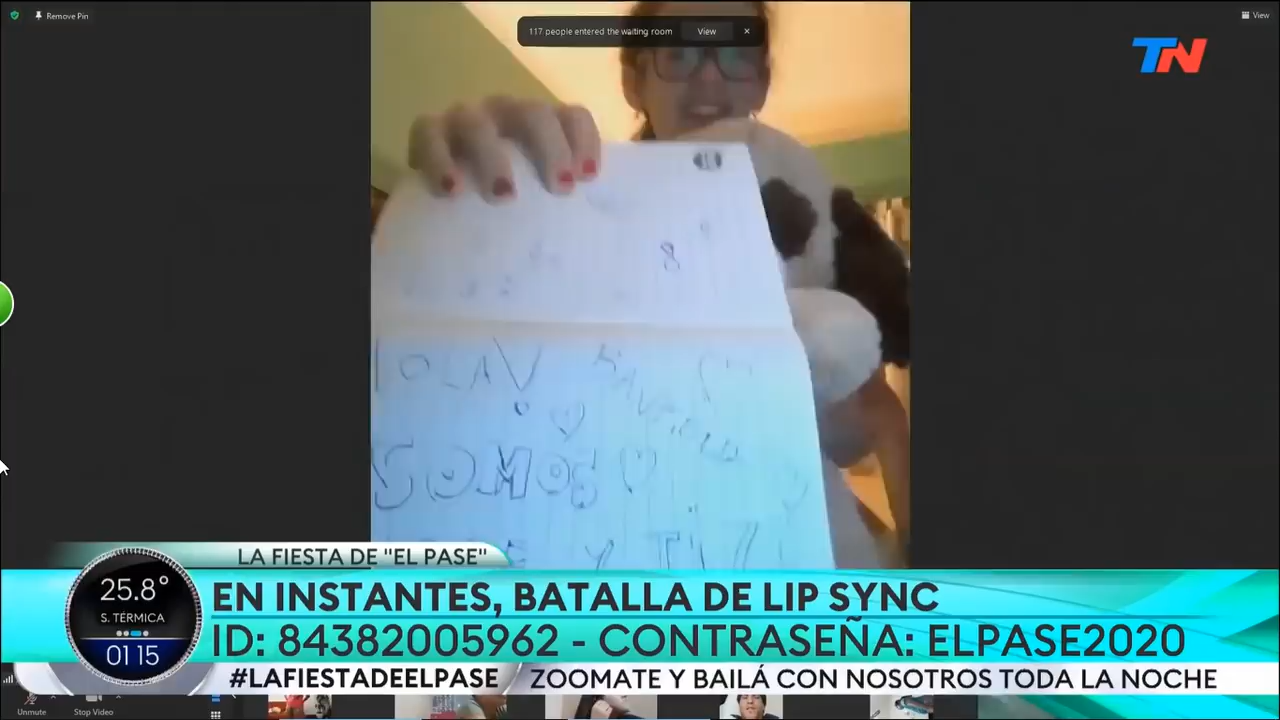 Remove Pin
117 people entered the waiting room View ×
View
TN
8
SOMOS
Y
LA FIESTA DE "EL PASE"
25.8°
S. TÉRMICA
01 15
EN INSTANTES, BATALLA DE LIP SYNC
ID: 84382005962 - CONTRASEÑA: ELPASE2020
#LAFIESTADEELPASE ZOOMATE Y BAILÁ CON NOSOTROS TODA LA NOCHE
Unmute Stop Video